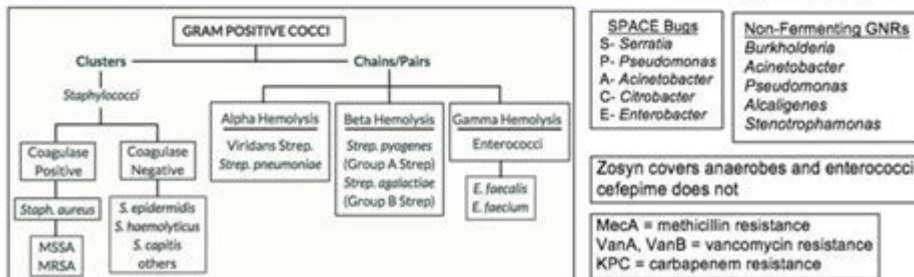 GRAM POSITIVE COCCI
Clusters
Chains/Pairs
Staphylococci
Coagulase
Positive
Coagulase
Negative
Staph. aureus
MSSA
MRSA
S. epidermidis
S. haemolyticus
S. capitis
others
Alpha Hemolysis
Viridans Strep.
Strep. pneumoniae
Beta Hemolysis
Strep. pyogenes
(Group A Strep)
Strep. agalactiae
(Group B Strep)
Gamma Hemolysis
Enterococci
E. faecalis
E. faecium
SPACE Bugs
S- Serratia
P- Pseudomonas
A- Acinetobacter
C- Citrobacter
E- Enterobacter
Non-Fermenting GNRs
Burkholderia
Acinetobacter
Pseudomonas
Alcaligenes
Stenotrophamonas
Zosyn covers anaerobes and enterococci
cefepime does not
MecA = methicillin resistance
VanA, VanB = vancomycin resistance
KPC = carbapenem resistance